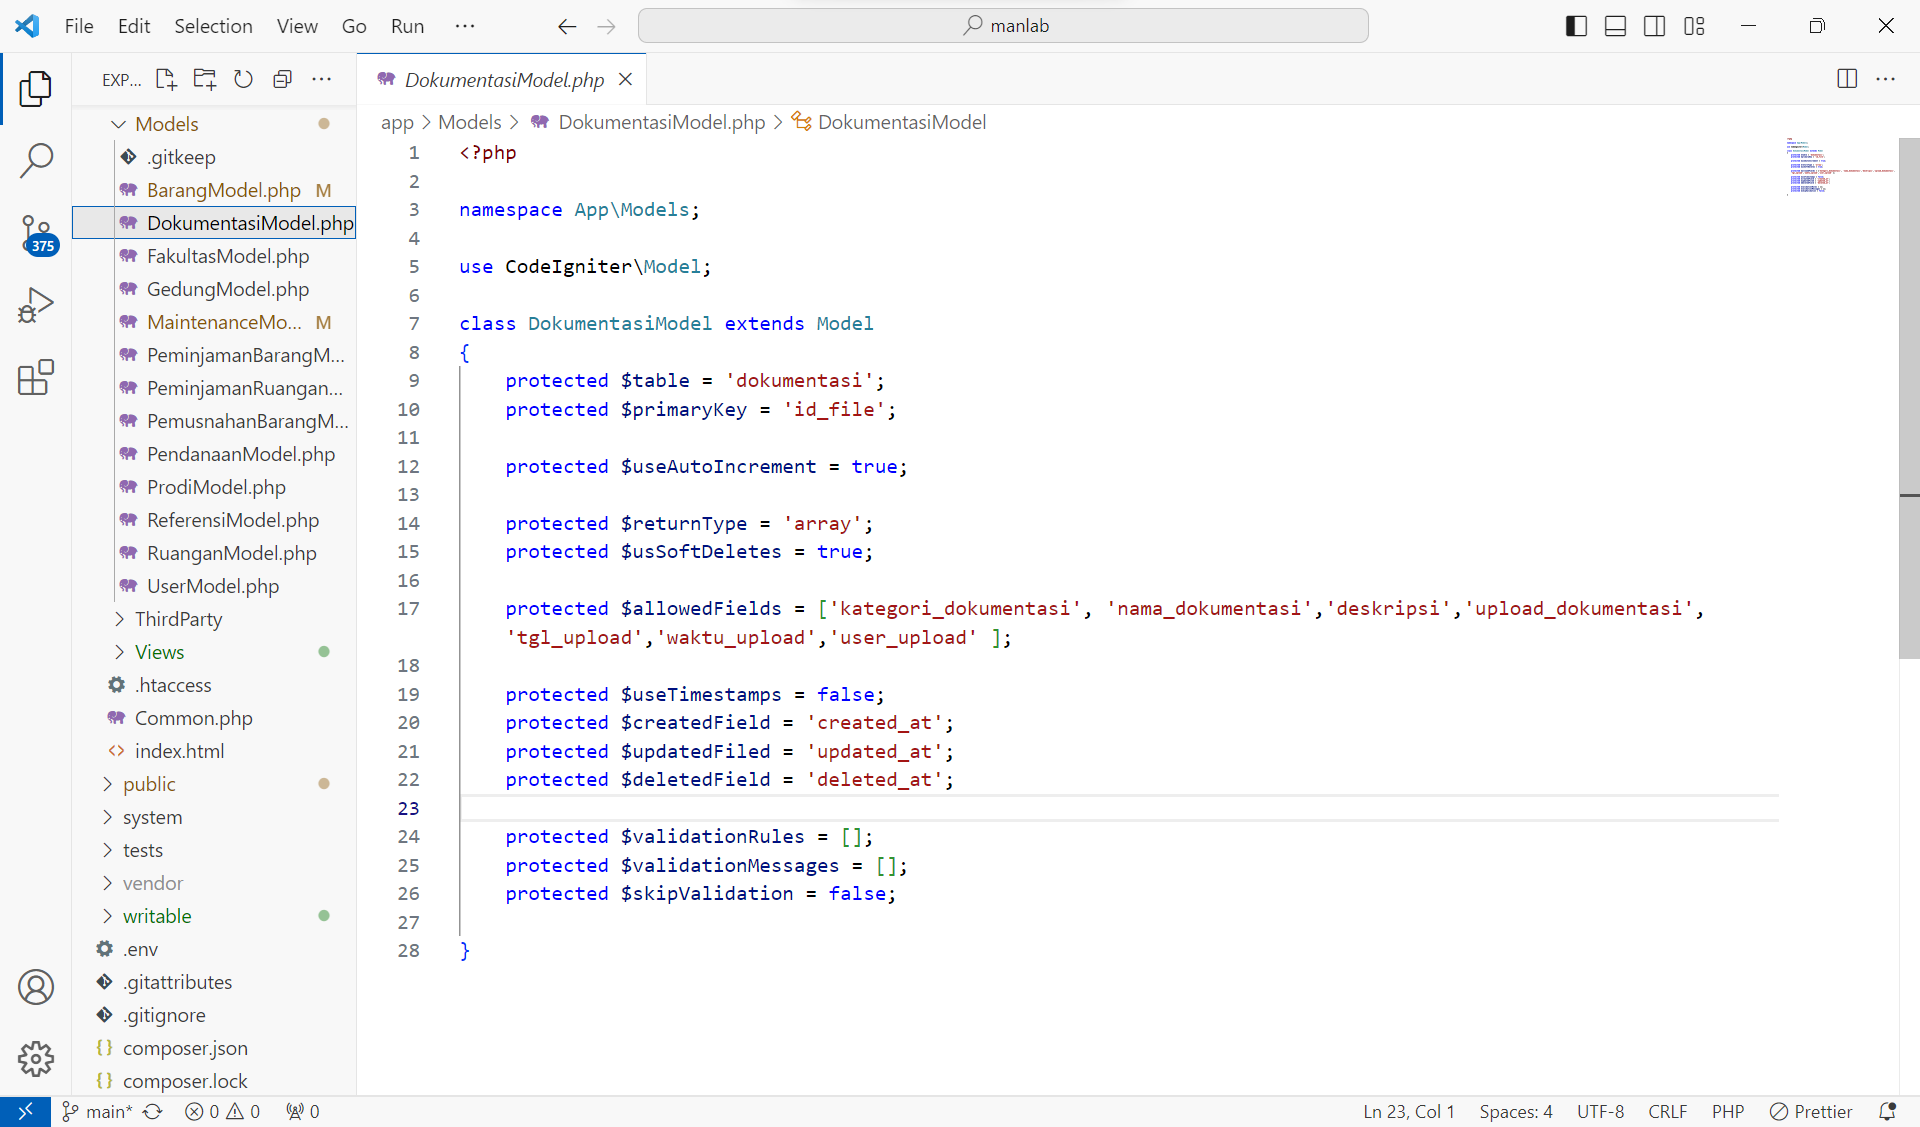 File Edit Selection View Go Run ··· manlab
EXP... ···
Models
.gitkeep
BarangModel.php M
DokumentasiModel.php
FakultasModel.php
GedungModel.php
MaintenanceMo... M
PeminjamanBarangM...
PeminjamanRuangan...
PemusnahanBarangM...
PendanaanModel.php
ProdiModel.php
ReferensiModel.php
RuanganModel.php
UserModel.php
ThirdParty
Views
.htaccess
Common.php
index.html
public
system
tests
vendor
writable
.env
.gitattributes
.gitignore
composer.json
composer.lock
375
DokumentasiModel.php
app > Models > DokumentasiModel.php > DokumentasiModel
1 <?php
2
3 namespace App\Models;
4
5 use CodeIgniter\Model;
6
7 class DokumentasiModel extends Model
8 {
9 protected $table = 'dokumentasi';
10 protected $primaryKey = 'id_file';
11
12 protected $useAutoIncrement = true;
13
14 protected $returnType = 'array';
15 protected $usSoftDeletes = true;
16
17 protected $allowedFields = ['kategori_dokumentasi', 'nama_dokumentasi','deskripsi','upload_dokumentasi',
'tgl_upload','waktu_upload','user_upload' ];
18
19 protected $useTimestamps = false;
20 protected $createdField = 'created_at';
21 protected $updatedFiled = 'updated_at';
22 protected $deletedField = 'deleted_at';
23
24 protected $validationRules = [];
25 protected $validationMessages = [];
26 protected $skipValidation = false;
27
28 }
main* 0 0 0 Ln 23, Col 1 Spaces: 4 UTF-8 CRLF PHP Prettier